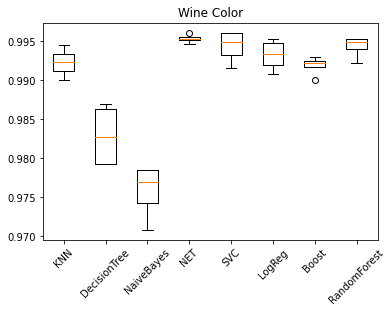 Wine Color
0.995
0.990
0.985
0.980
0.975
0.970
KNN
DecisionTree
NaiveBayes
NET
SVC
LogReg
Boost
RandomForest